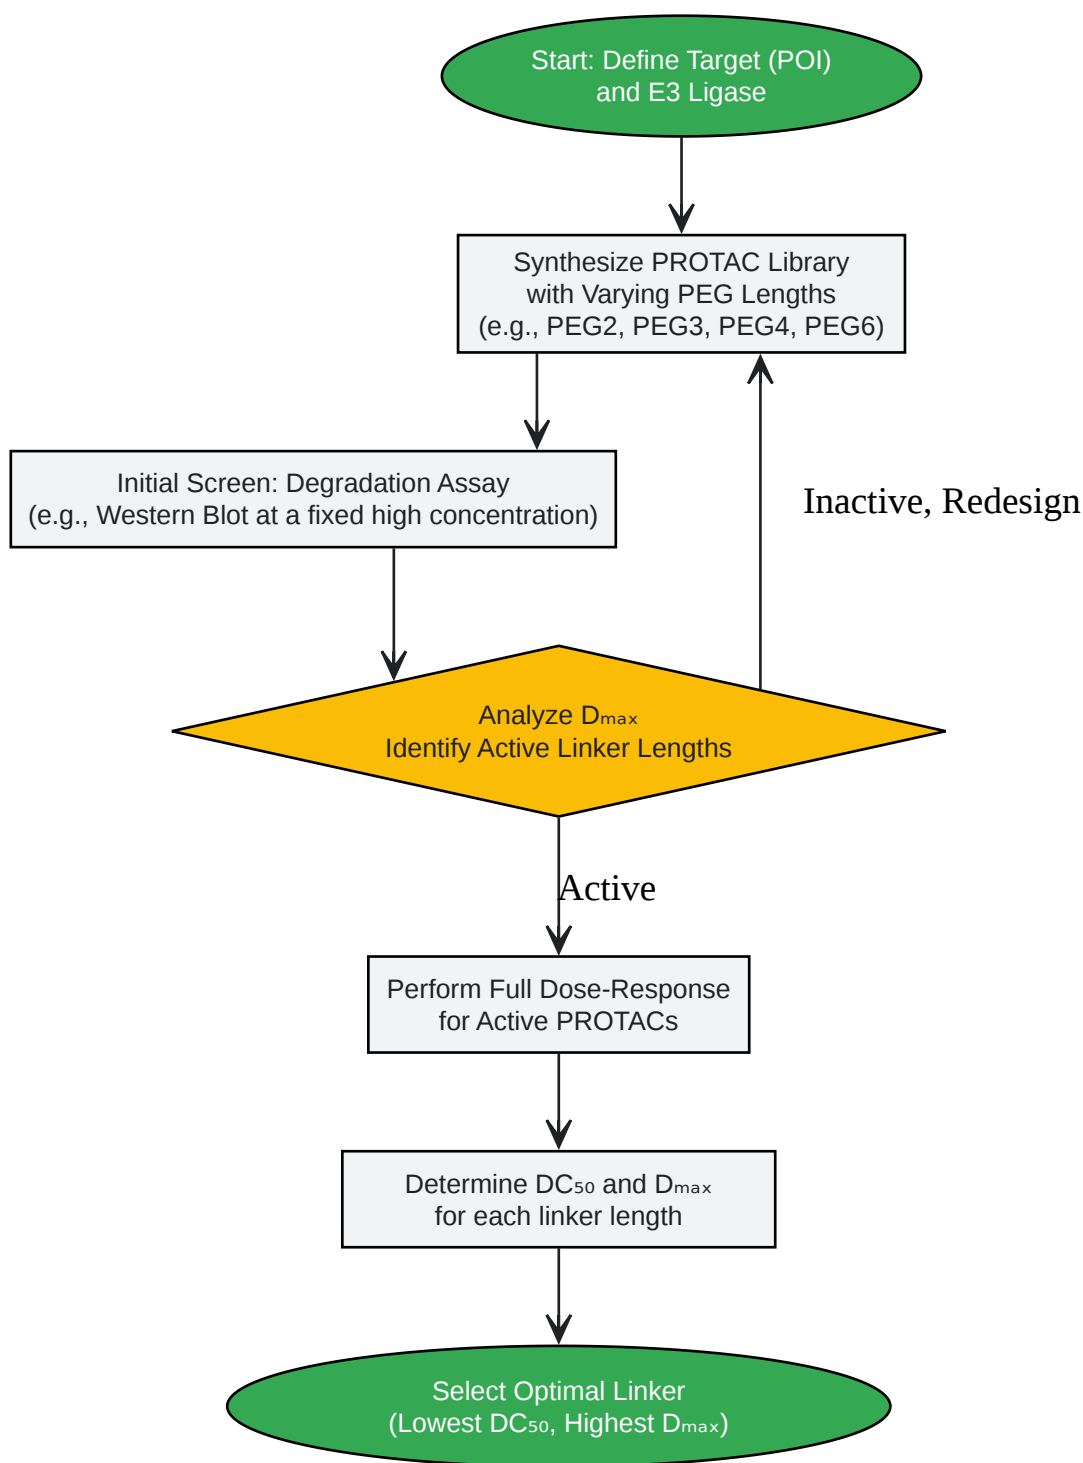 Start: Define Target (POI)
and E3 Ligase
Synthesize PROTAC Library
with Varying PEG Lengths
(e.g., PEG2, PEG3, PEG4, PEG6)
Initial Screen: Degradation Assay
(e.g., Western Blot at a fixed high concentration)
Inactive, Redesign
Analyze Dₘₐₓ
Identify Active Linker Lengths
Active
Perform Full Dose-Response
for Active PROTACs
Determine DC₅₀ and Dₘₐₓ
for each linker length
Select Optimal Linker
(Lowest DC₅₀, Highest Dₘₐₓ)